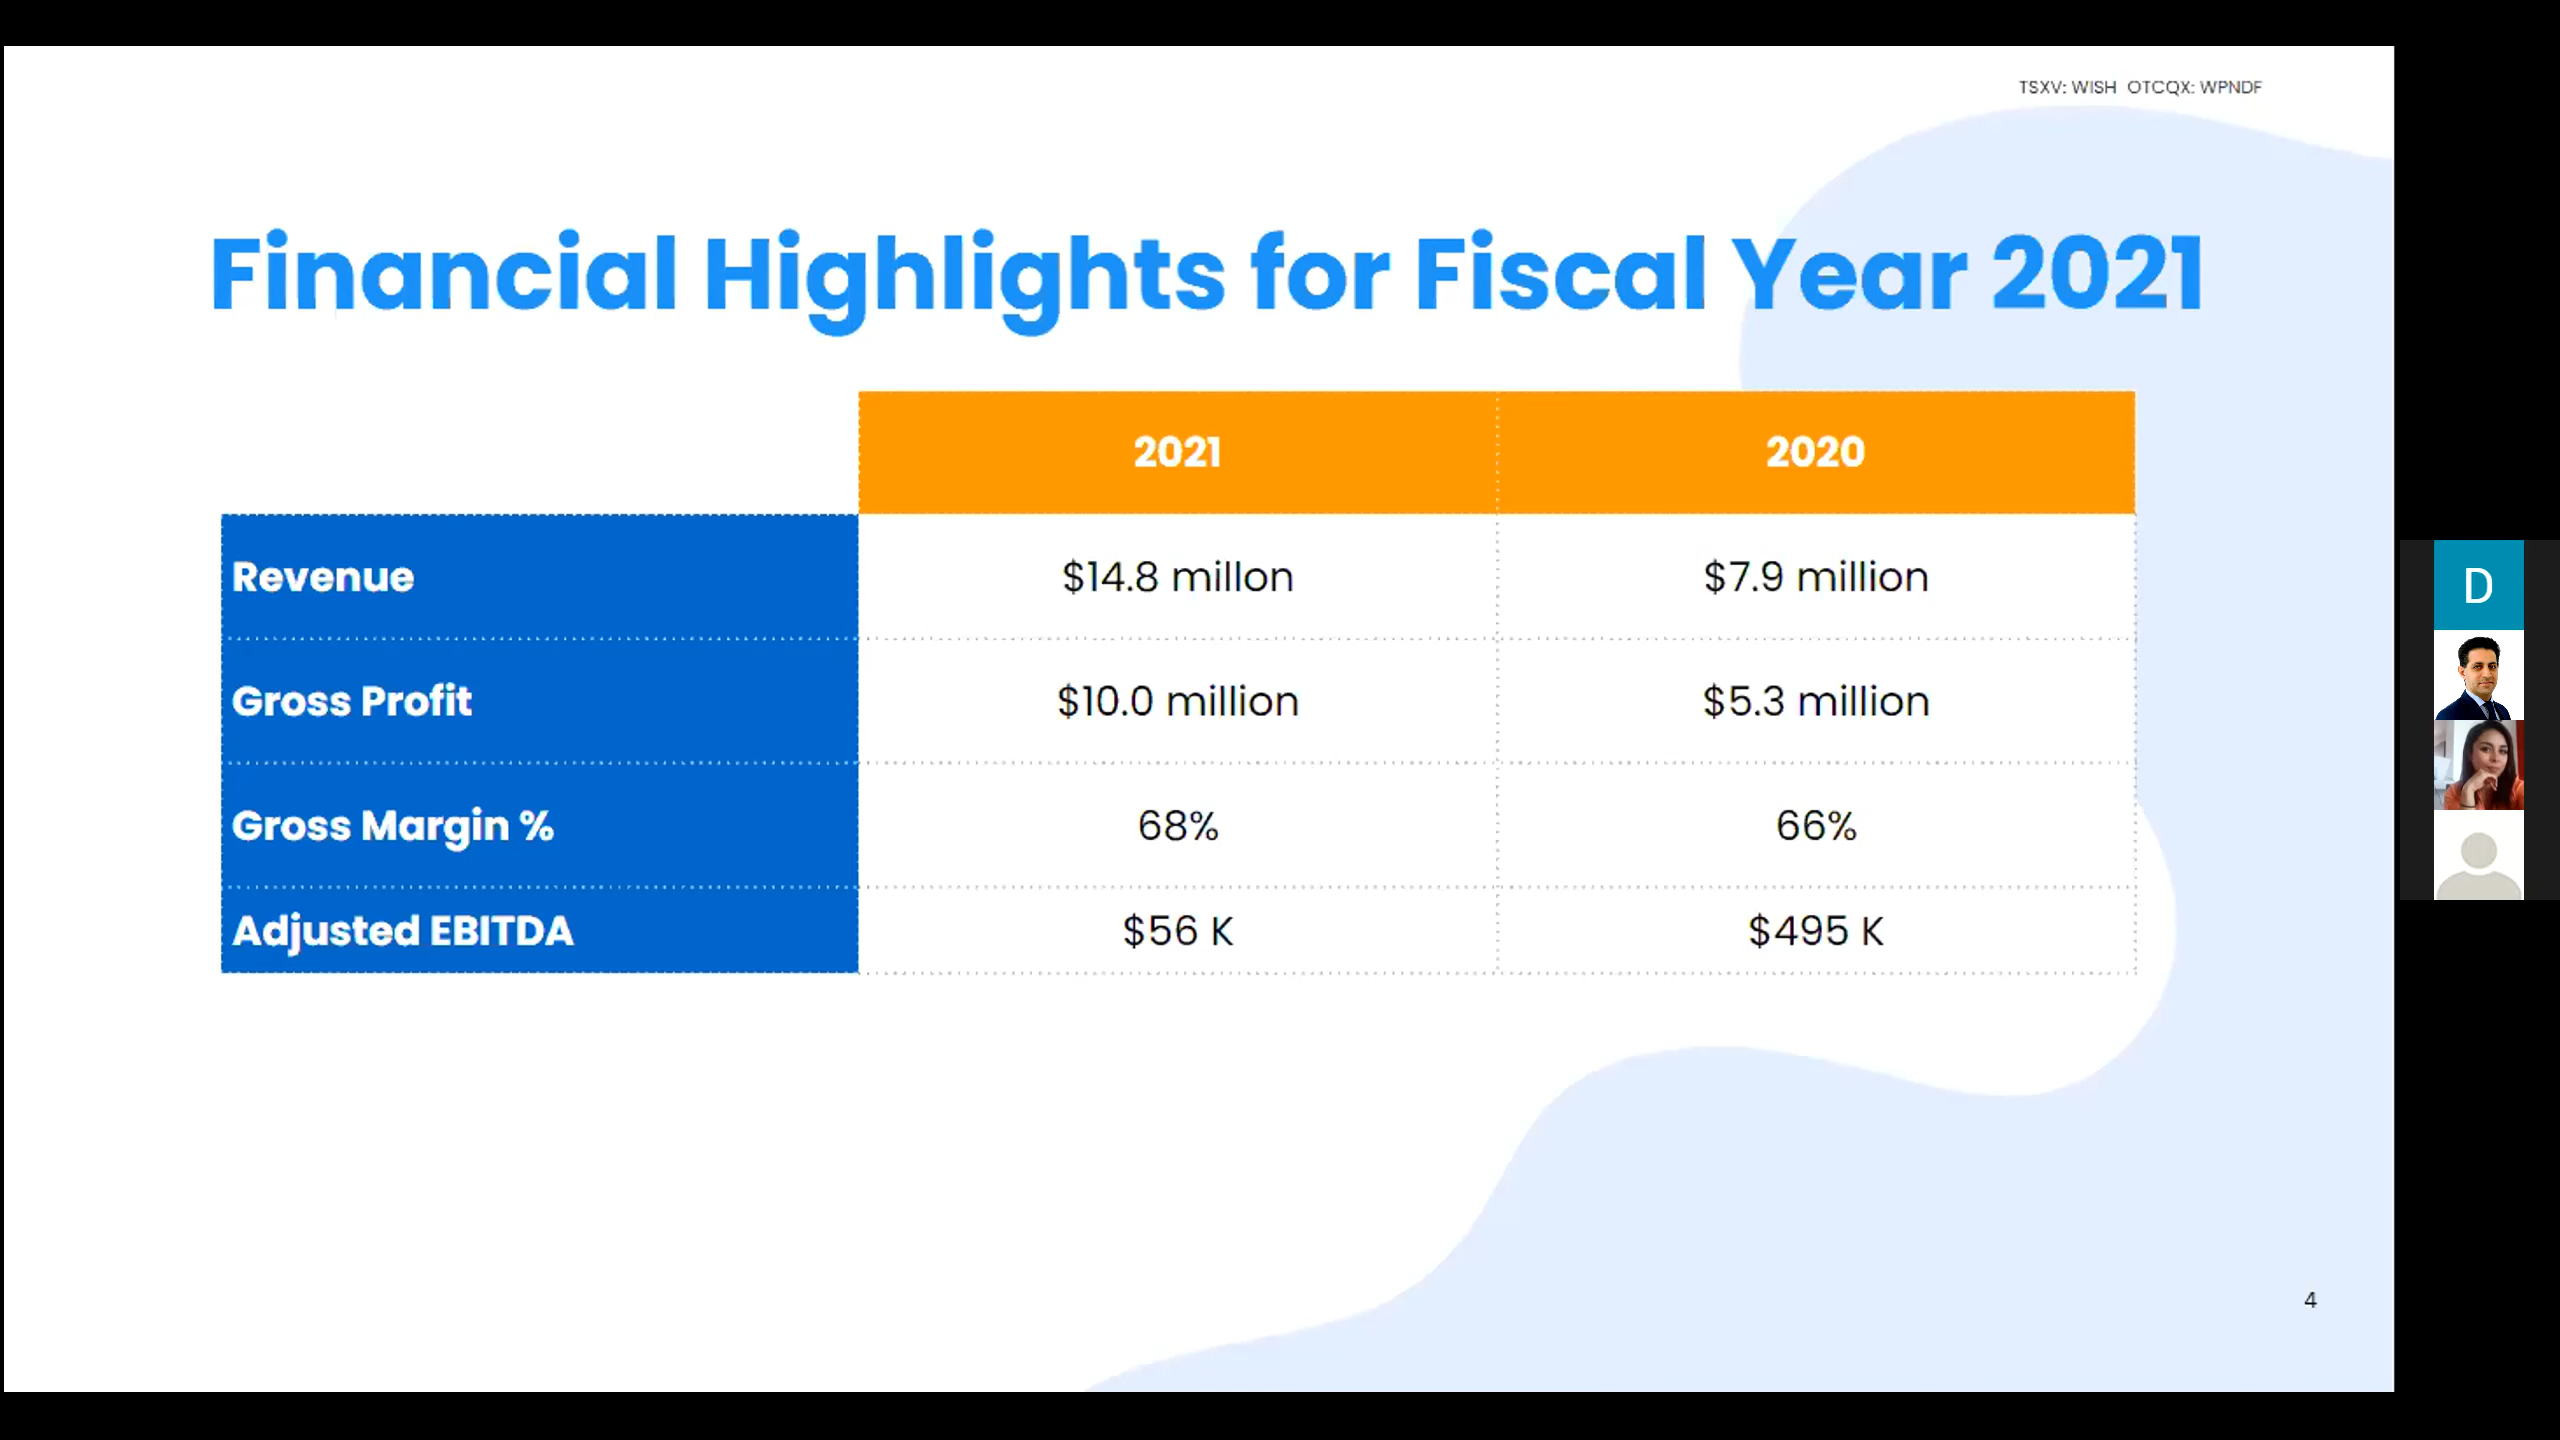 TSXV: WISH OTCQX: WPNDF
Financial Highlights for Fiscal Year 2021
2021 2020
Revenue $14.8 millon $7.9 million
Gross Profit $10.0 million $5.3 million
Gross Margin % 68% 66%
Adjusted EBITDA $56 K $495 K
D
4